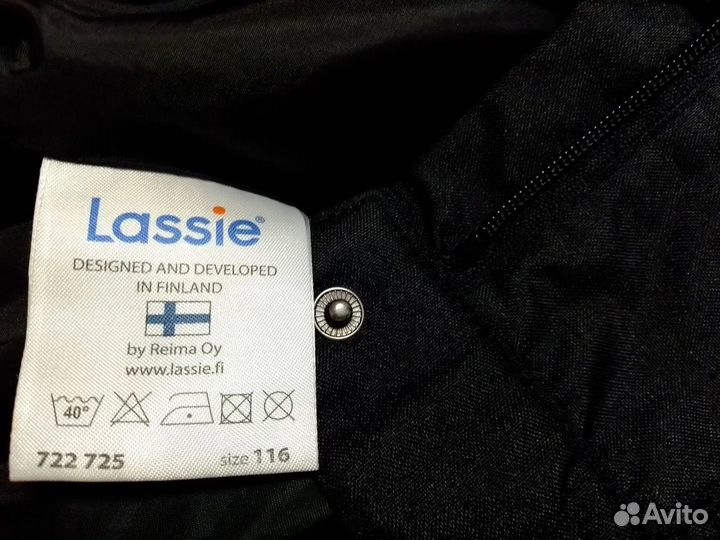 Lassie®
DESIGNED AND DEVELOPED
IN FINLAND
by Reima Oy
www.lassie.fi
40°
722 725 size 116
Avito